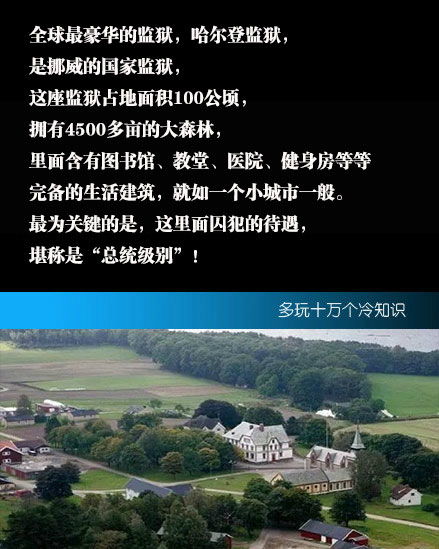 全球最豪华的监狱，哈尔登监狱，
是挪威的国家监狱，
这座监狱占地面积100公顷，
拥有4500多亩的大森林，
里面含有图书馆、教堂、医院、健身房等等
完备的生活建筑，就如一个小城市一般。
最为关键的是，这里面囚犯的待遇，
堪称是“总统级别”！
多玩十万个冷知识